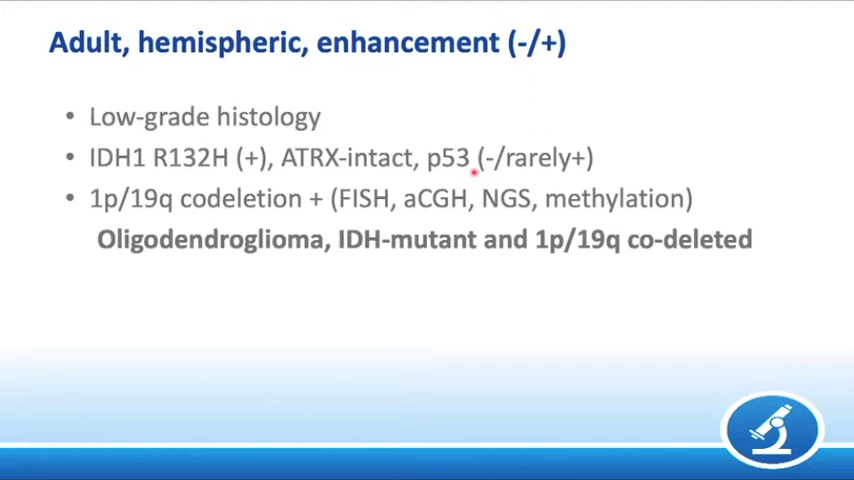 Adult, hemispheric, enhancement (-/+)
• Low-grade histology
• IDH1 R132H (+), ATRX-intact, p53 (-/rarely+)
• 1p/19q codeletion + (FISH, aCGH, NGS, methylation)
Oligodendroglioma, IDH-mutant and 1p/19q co-deleted